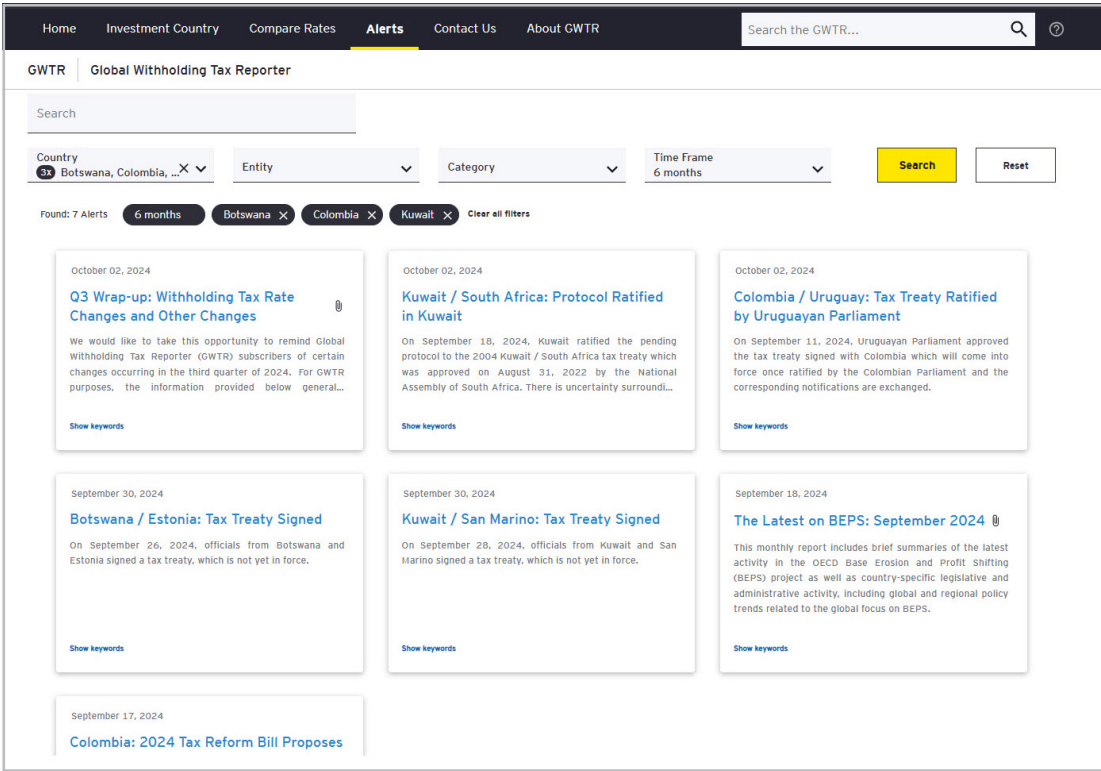 Home Investment Country Compare Rates Alerts Contact Us About GWTR Search the GWTR...
GWTR Global Withholding Tax Reporter
Search
Country
3x Botswana, Colombia, ...
Entity
Category
Time Frame
6 months
Search
Reset
Found: 7 Alerts 6 months Botswana Colombia Kuwait Clear all filters
October 02, 2024
Q3 Wrap-up: Withholding Tax Rate
Changes and Other Changes
We would like to take this opportunity to remind Global
Withholding Tax Reporter (GWTR) subscribers of certain
changes occurring in the third quarter of 2024. For GWTR
purposes, the information provided below general...
Show keywords
October 02, 2024
Kuwait / South Africa: Protocol Ratified
in Kuwait
On September 18, 2024, Kuwait ratified the pending
protocol to the 2004 Kuwait / South Africa tax treaty which
was approved on August 31, 2022 by the National
Assembly of South Africa. There is uncertainty surroundi...
Show keywords
October 02, 2024
Colombia / Uruguay: Tax Treaty Ratified
by Uruguayan Parliament
On September 11, 2024, Uruguayan Parliament approved
the tax treaty signed with Colombia which will come into
force once ratified by the Colombian Parliament and the
corresponding notifications are exchanged.
Show keywords
September 30, 2024
Botswana / Estonia: Tax Treaty Signed
On September 26, 2024, officials from Botswana and
Estonia signed a tax treaty, which is not yet in force.
Show keywords
September 30, 2024
Kuwait / San Marino: Tax Treaty Signed
On September 28, 2024, officials from Kuwait and San
Marino signed a tax treaty, which is not yet in force.
Show keywords
September 18, 2024
The Latest on BEPS: September 2024
This monthly report includes brief summaries of the latest
activity in the OECD Base Erosion and Profit Shifting
(BEPS) project as well as country-specific legislative and
administrative activity, including global and regional policy
trends related to the global focus on BEPS.
Show keywords
September 17, 2024
Colombia: 2024 Tax Reform Bill Proposes